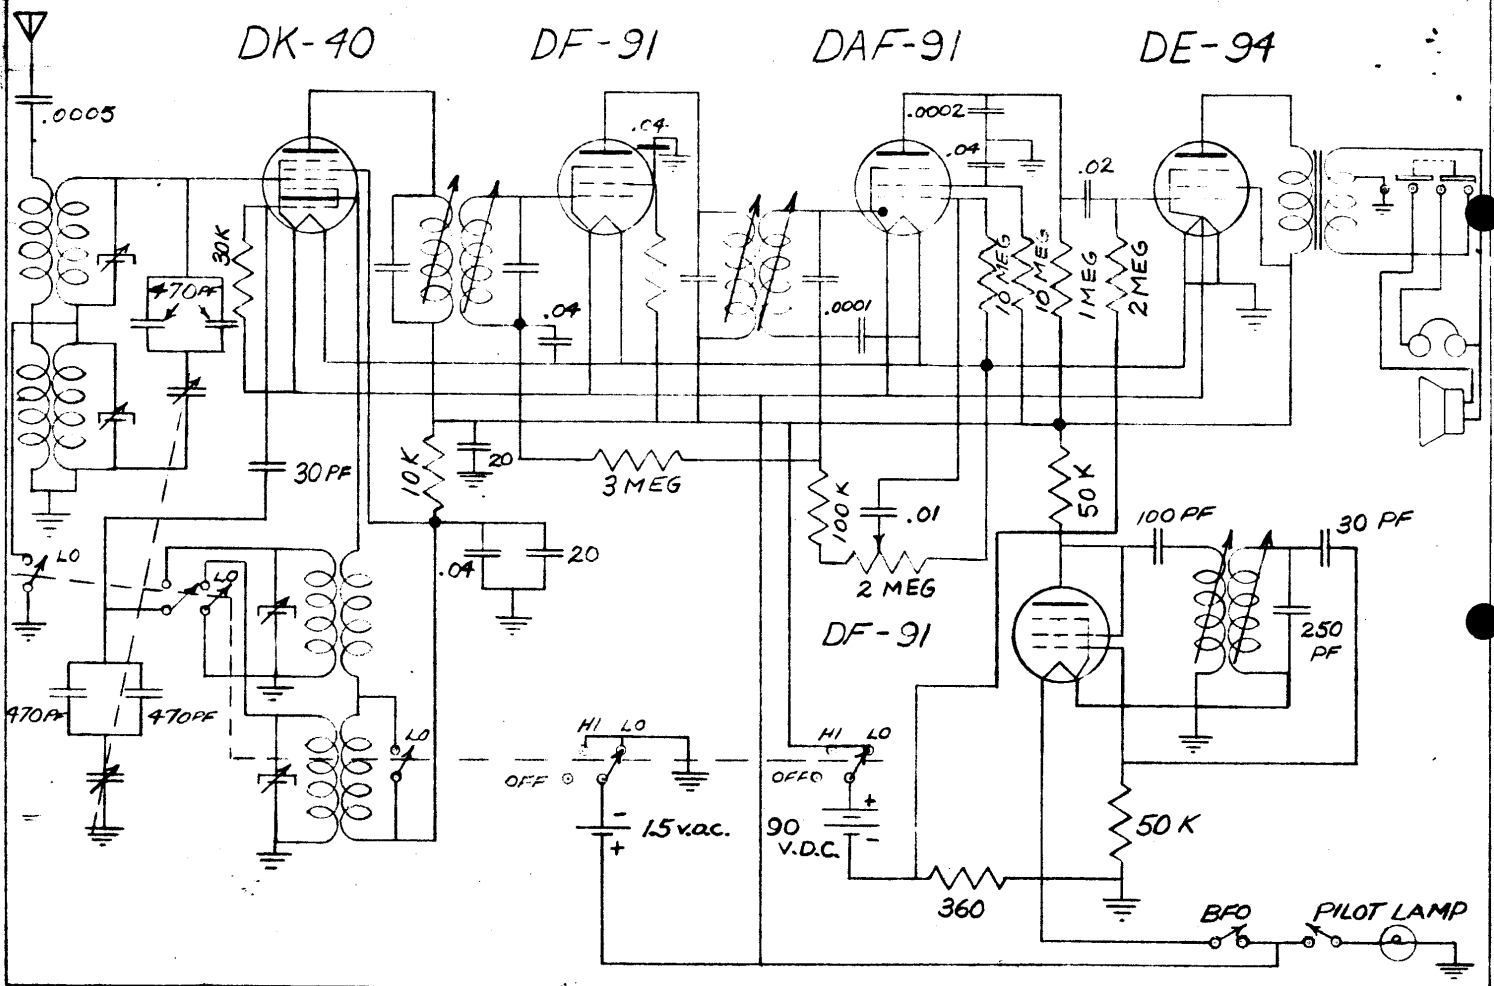 DK-40
DF-91
DAF-91
DE-94
.0005
.04
.0002
.04
.02
30K
470PF
10 MEG
10 MEG
1 MEG
2 MEG
.04
.0001
30 PF
10K
20
3 MEG
100K
.01
50K
100 PF
30 PF
LO
LO
.04
20
2 MEG
DF-91
250
PF
470PF
470PF
LO
HI LO
OFF
HI LO
OFF
1.5 v.a.c.
-
+
90
V.D.C.
+
-
50K
360
BFO
PILOT LAMP